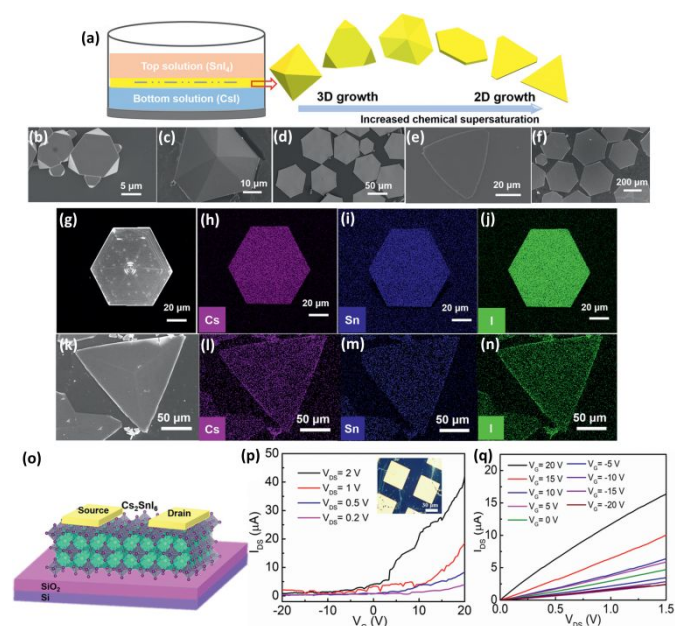 (a)
Top solution (SnI4)
Bottom solution (CsI)
3D growth
2D growth
Increased chemical supersaturation
(b)
5 μm
(c)
10 μm
(d)
50 μm
(e)
20 μm
(f)
200 μm
(g)
20 μm
(h)
20 μm
Cs
(i)
20 μm
Sn
(j)
20 μm
I
(k)
50 μm
(l)
50 μm
Cs
(m)
50 μm
Sn
(n)
50 μm
I
(o)
Source
Cs2SnI6
Drain
SiO2
Si
(p)
50
40
30
20
10
0
IDS (μA)
VDS = 2 V
VDS = 1 V
VDS = 0.5 V
VDS = 0.2 V
-20
-10
0
10
20
(q)
25
20
15
10
5
0
IDS (μA)
VG= 20 V
VG= 15 V
VG= 10 V
VG= 5 V
VG= 0 V
VG= -5 V
VG= -10 V
VG= -15 V
VG= -20 V
0.0
0.5
1.0
1.5